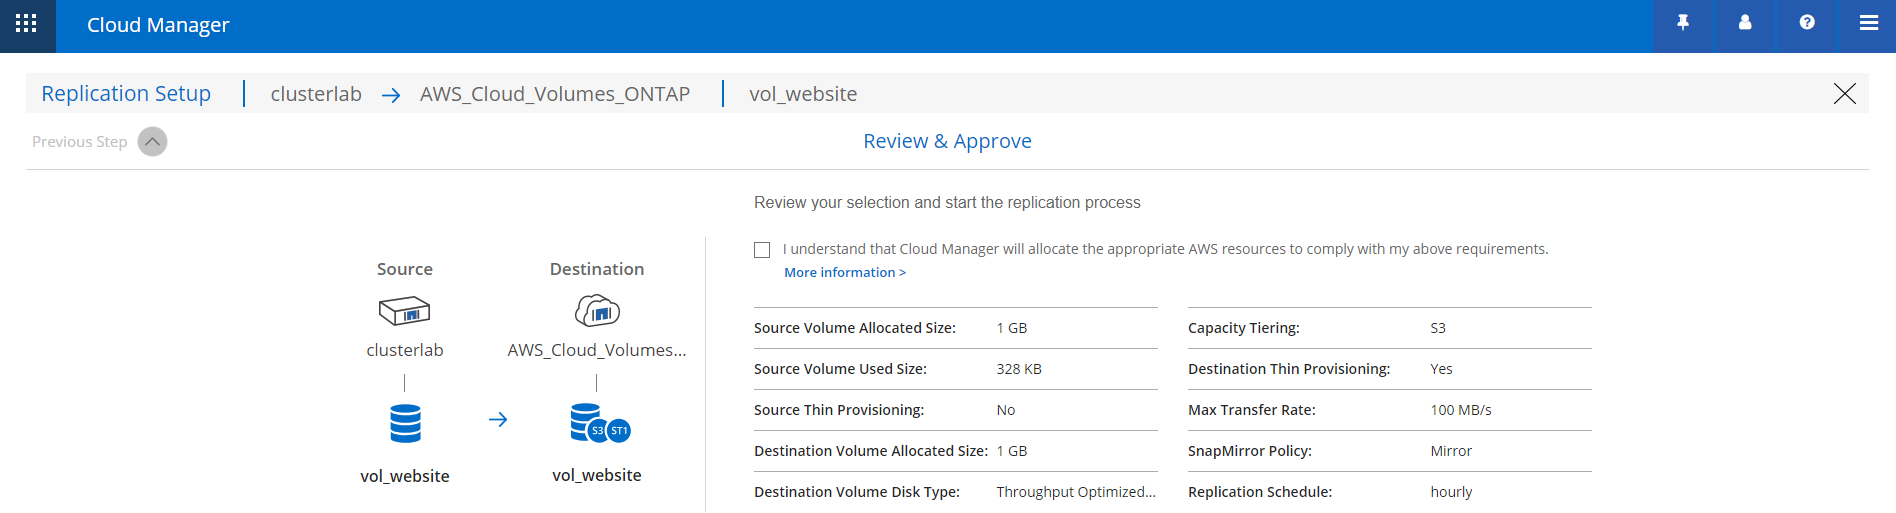 Cloud Manager
Replication Setup clusterlab → AWS_Cloud_Volumes_ONTAP vol_website
Previous Step
Review & Approve
Review your selection and start the replication process
I understand that Cloud Manager will allocate the appropriate AWS resources to comply with my above requirements.
More information >
Source Destination
clusterlab AWS_Cloud_Volumes...
S3 ST1
vol_website vol_website
Source Volume Allocated Size: 1 GB
Source Volume Used Size: 328 KB
Source Thin Provisioning: No
Destination Volume Allocated Size: 1 GB
Destination Volume Disk Type: Throughput Optimized...
Capacity Tiering: S3
Destination Thin Provisioning: Yes
Max Transfer Rate: 100 MB/s
SnapMirror Policy: Mirror
Replication Schedule: hourly